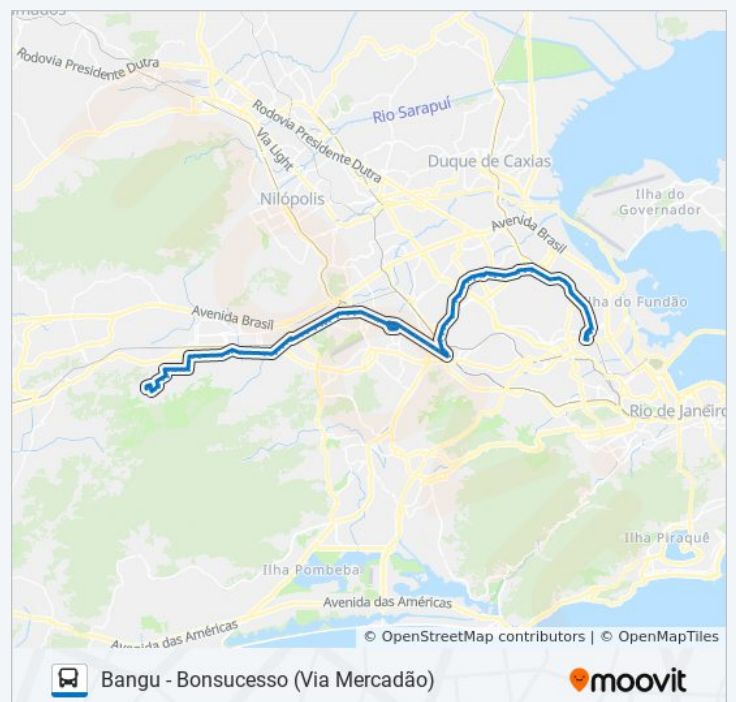 Rodovia Presidente Dutra
Rodovia Presidente Dutra
Rio Sarapuí
Via Light
Duque de Caxias
Ilha do
Governador
Nilópolis
Avenida Brasil
Avenida Brasil
Ilha do Fundão
Rio de Janeiro
Ilha Piraquê
Ilha Pombeba
Avenida das Américas
Avenida das Américas
© OpenStreetMap contributors | © OpenMapTiles
Bangu - Bonsucesso (Via Mercadão)
moovit